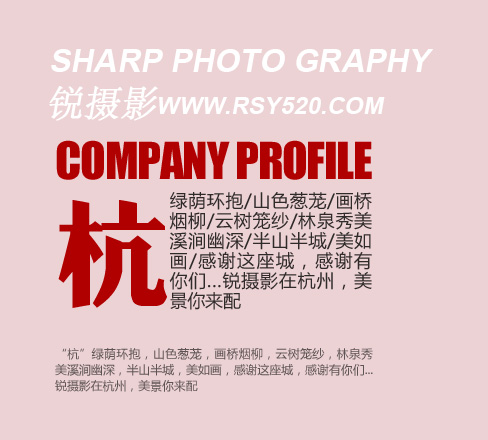 SHARP PHOTO GRAPHY
锐摄影WWW.RSY520.COM
COMPANY PROFILE
杭
绿荫环抱/山色葱茏/画桥
烟柳/云树笼纱/林泉秀美
溪涧幽深/半山半城/美如
画/感谢这座城，感谢有
你们...锐摄影在杭州，美
景你来配
“杭”绿荫环抱，山色葱茏，画桥烟柳，云树笼纱，林泉秀
美溪涧幽深，半山半城，美如画，感谢这座城，感谢有你们...
锐摄影在杭州，美景你来配